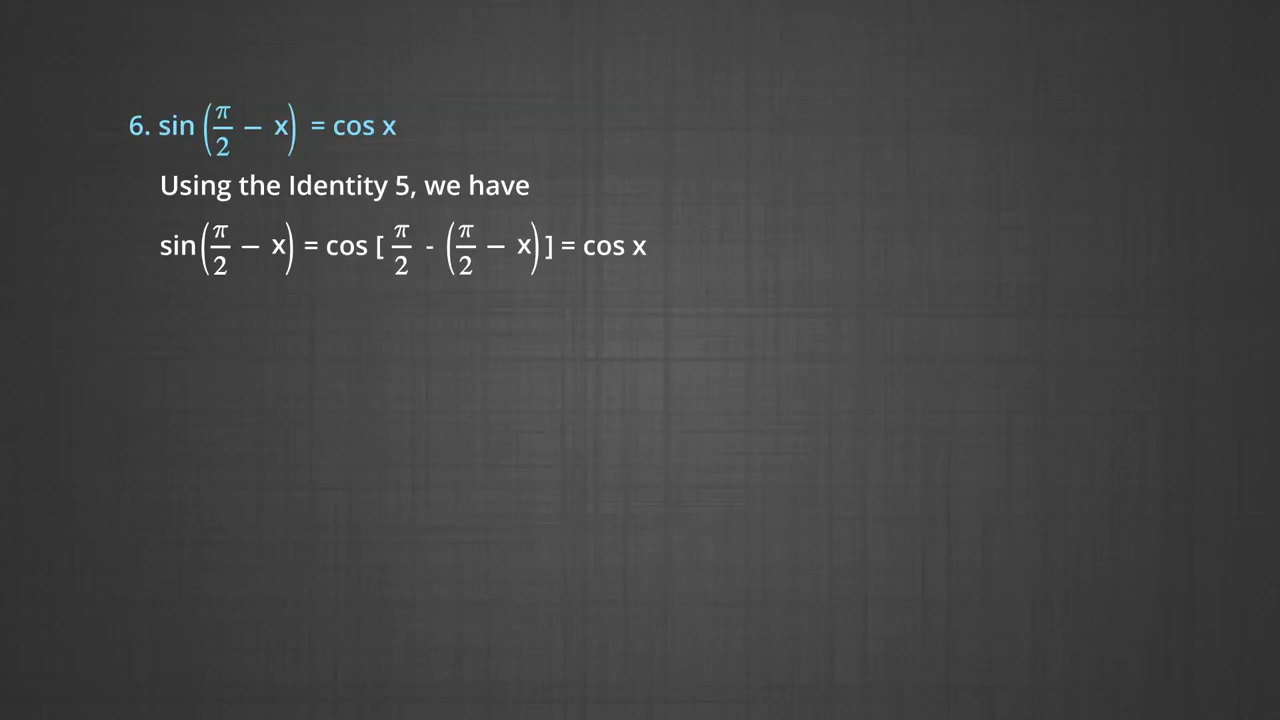 6. sin (π/2 − x) = cos x
Using the Identity 5, we have
sin(π/2 − x) = cos [ π/2 - (π/2 − x) ] = cos x